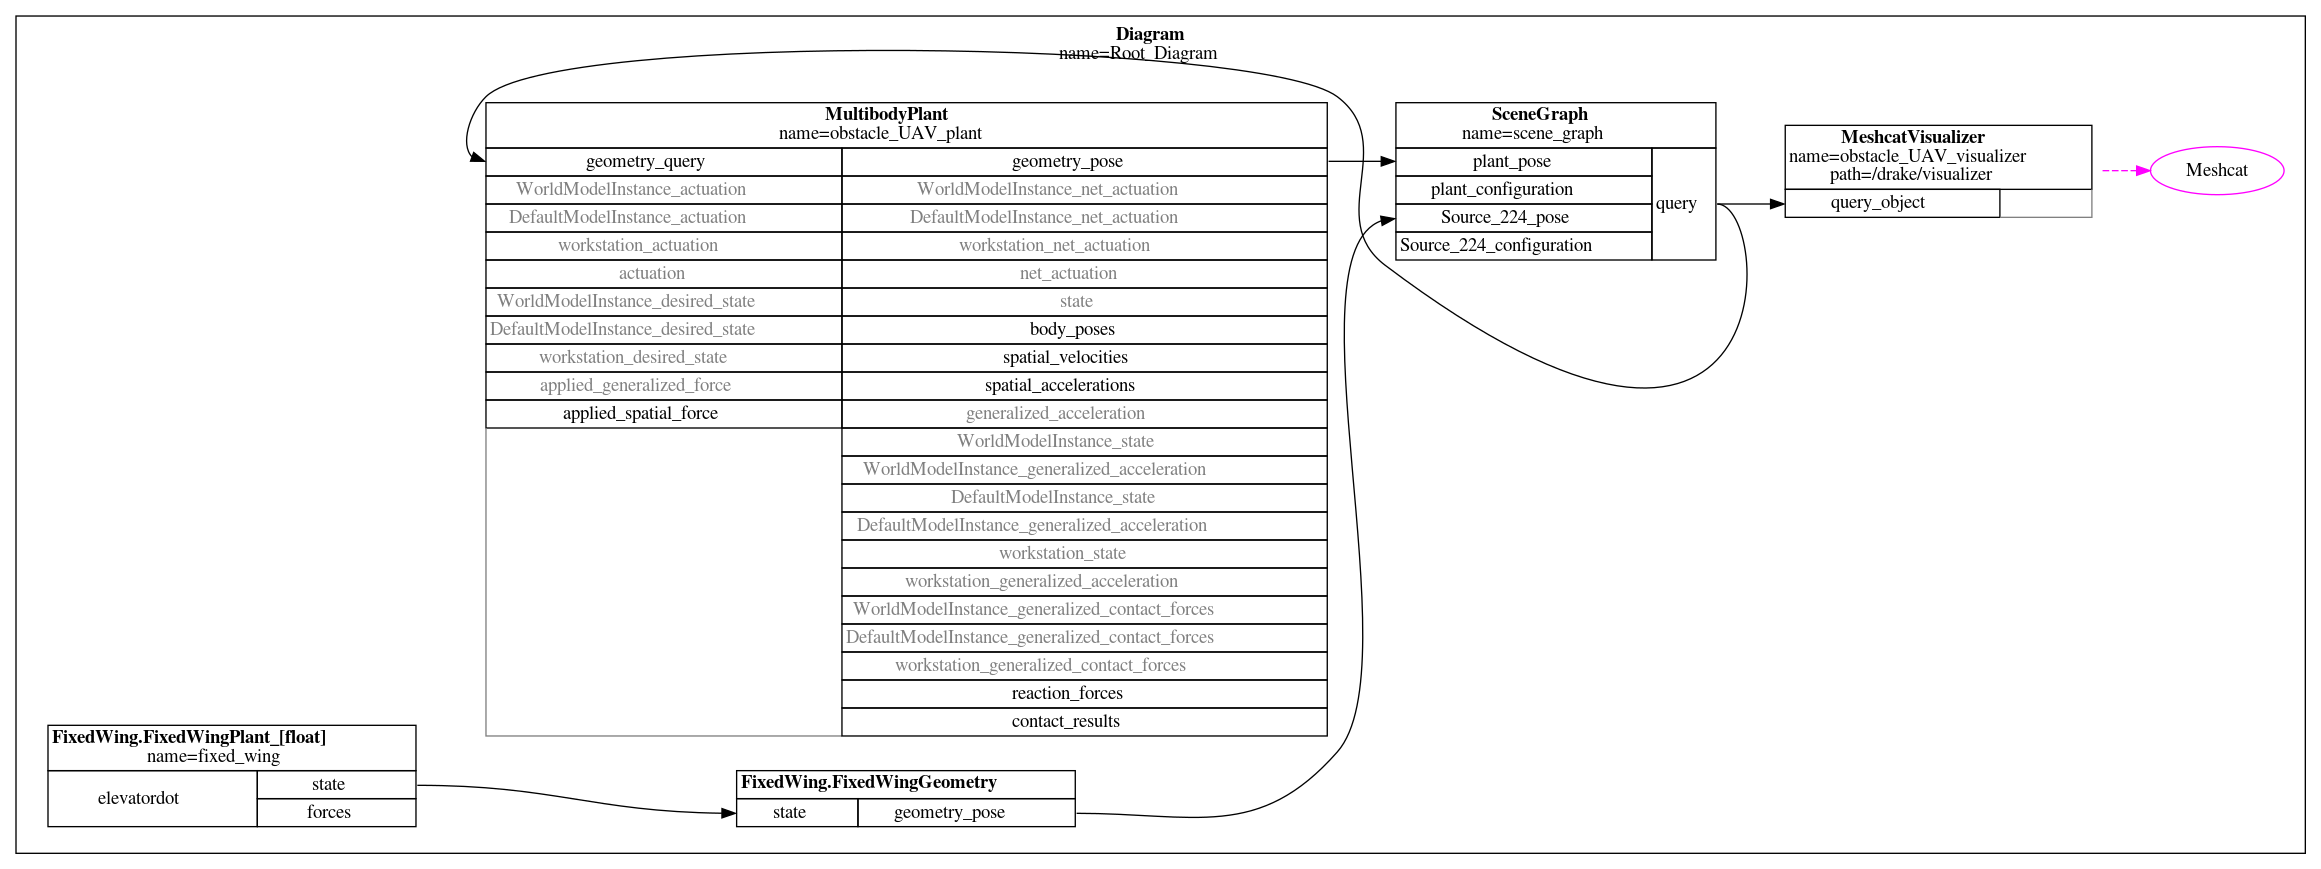 Diagram
name=Root_Diagram
MultibodyPlant
name=obstacle_UAV_plant
geometry_query
WorldModelInstance_actuation
DefaultModelInstance_actuation
workstation_actuation
actuation
WorldModelInstance_desired_state
DefaultModelInstance_desired_state
workstation_desired_state
applied_generalized_force
applied_spatial_force
geometry_pose
WorldModelInstance_net_actuation
DefaultModelInstance_net_actuation
workstation_net_actuation
net_actuation
state
body_poses
spatial_velocities
spatial_accelerations
generalized_acceleration
WorldModelInstance_state
WorldModelInstance_generalized_acceleration
DefaultModelInstance_state
DefaultModelInstance_generalized_acceleration
workstation_state
workstation_generalized_acceleration
WorldModelInstance_generalized_contact_forces
DefaultModelInstance_generalized_contact_forces
workstation_generalized_contact_forces
reaction_forces
contact_results
SceneGraph
name=scene_graph
plant_pose
plant_configuration
Source_224_pose
Source_224_configuration
query
MeshcatVisualizer
name=obstacle_UAV_visualizer
path=/drake/visualizer
query_object
Meshcat
FixedWing.FixedWingPlant_[float]
name=fixed_wing
elevatordot
state
forces
FixedWing.FixedWingGeometry
state
geometry_pose